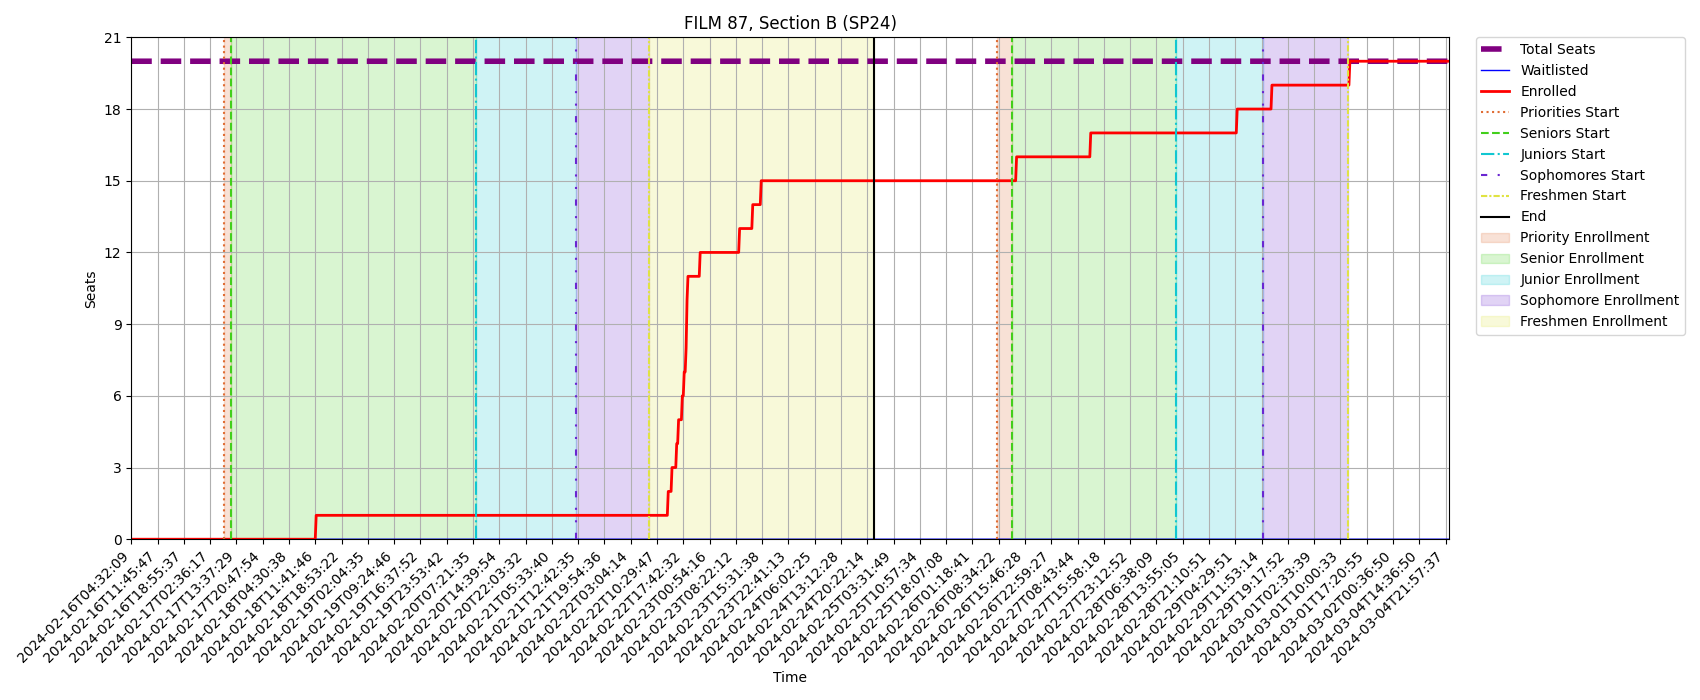 FILM 87, Section B (SP24)
21
18
15
12
9
6
3
0
Seats
2024-02-16T04:32:09
2024-02-16T11:45:47
2024-02-16T18:55:37
2024-02-17T02:36:17
2024-02-17T13:37:29
2024-02-17T20:47:54
2024-02-18T04:30:38
2024-02-18T11:41:46
2024-02-18T18:53:22
2024-02-19T02:04:35
2024-02-19T09:24:46
2024-02-19T16:37:52
2024-02-19T23:53:42
2024-02-20T07:21:35
2024-02-20T14:39:54
2024-02-20T22:03:32
2024-02-21T05:33:40
2024-02-21T12:42:35
2024-02-21T19:54:36
2024-02-22T03:04:14
2024-02-22T10:29:47
2024-02-22T17:42:32
2024-02-23T00:54:16
2024-02-23T08:22:12
2024-02-23T15:31:38
2024-02-23T22:41:13
2024-02-24T06:02:25
2024-02-24T13:12:28
2024-02-24T20:22:14
2024-02-25T03:31:49
2024-02-25T10:57:34
2024-02-25T18:07:08
2024-02-26T01:18:41
2024-02-26T08:34:22
2024-02-26T15:46:28
2024-02-26T22:59:27
2024-02-27T08:43:44
2024-02-27T15:58:18
2024-02-27T23:12:52
2024-02-28T06:38:09
2024-02-28T13:55:05
2024-02-28T21:10:51
2024-02-29T04:29:51
2024-02-29T11:53:14
2024-02-29T19:17:52
2024-03-01T02:33:39
2024-03-01T10:00:33
2024-03-01T17:20:55
2024-03-02T00:36:50
2024-03-04T14:36:50
2024-03-04T21:57:37
Time
Total Seats
Waitlisted
Enrolled
Priorities Start
Seniors Start
Juniors Start
Sophomores Start
Freshmen Start
End
Priority Enrollment
Senior Enrollment
Junior Enrollment
Sophomore Enrollment
Freshmen Enrollment